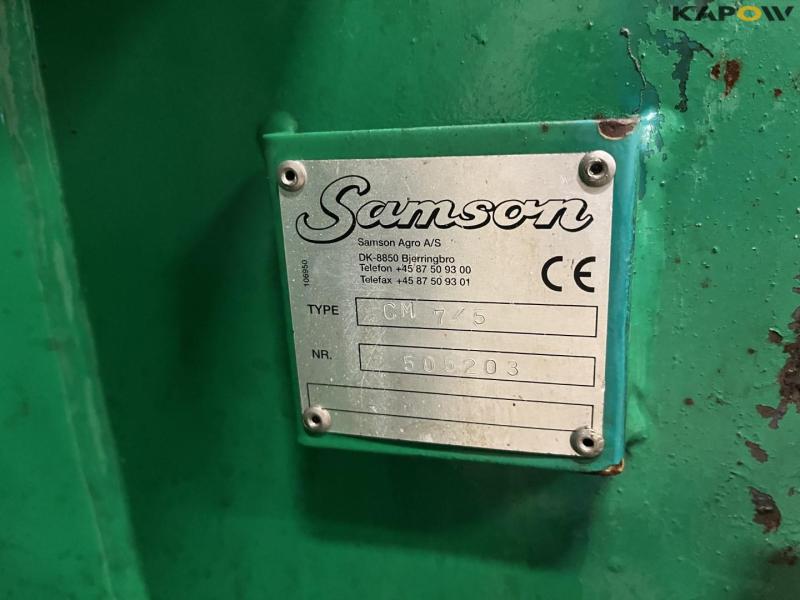 KAPOW
Samson
Samson Agro A/S
DK-8850 Bjerringbro
Telefon +45 87 50 93 00
Telefax +45 87 50 93 01
CE
106950
TYPE CM 7/5
NR. 505203